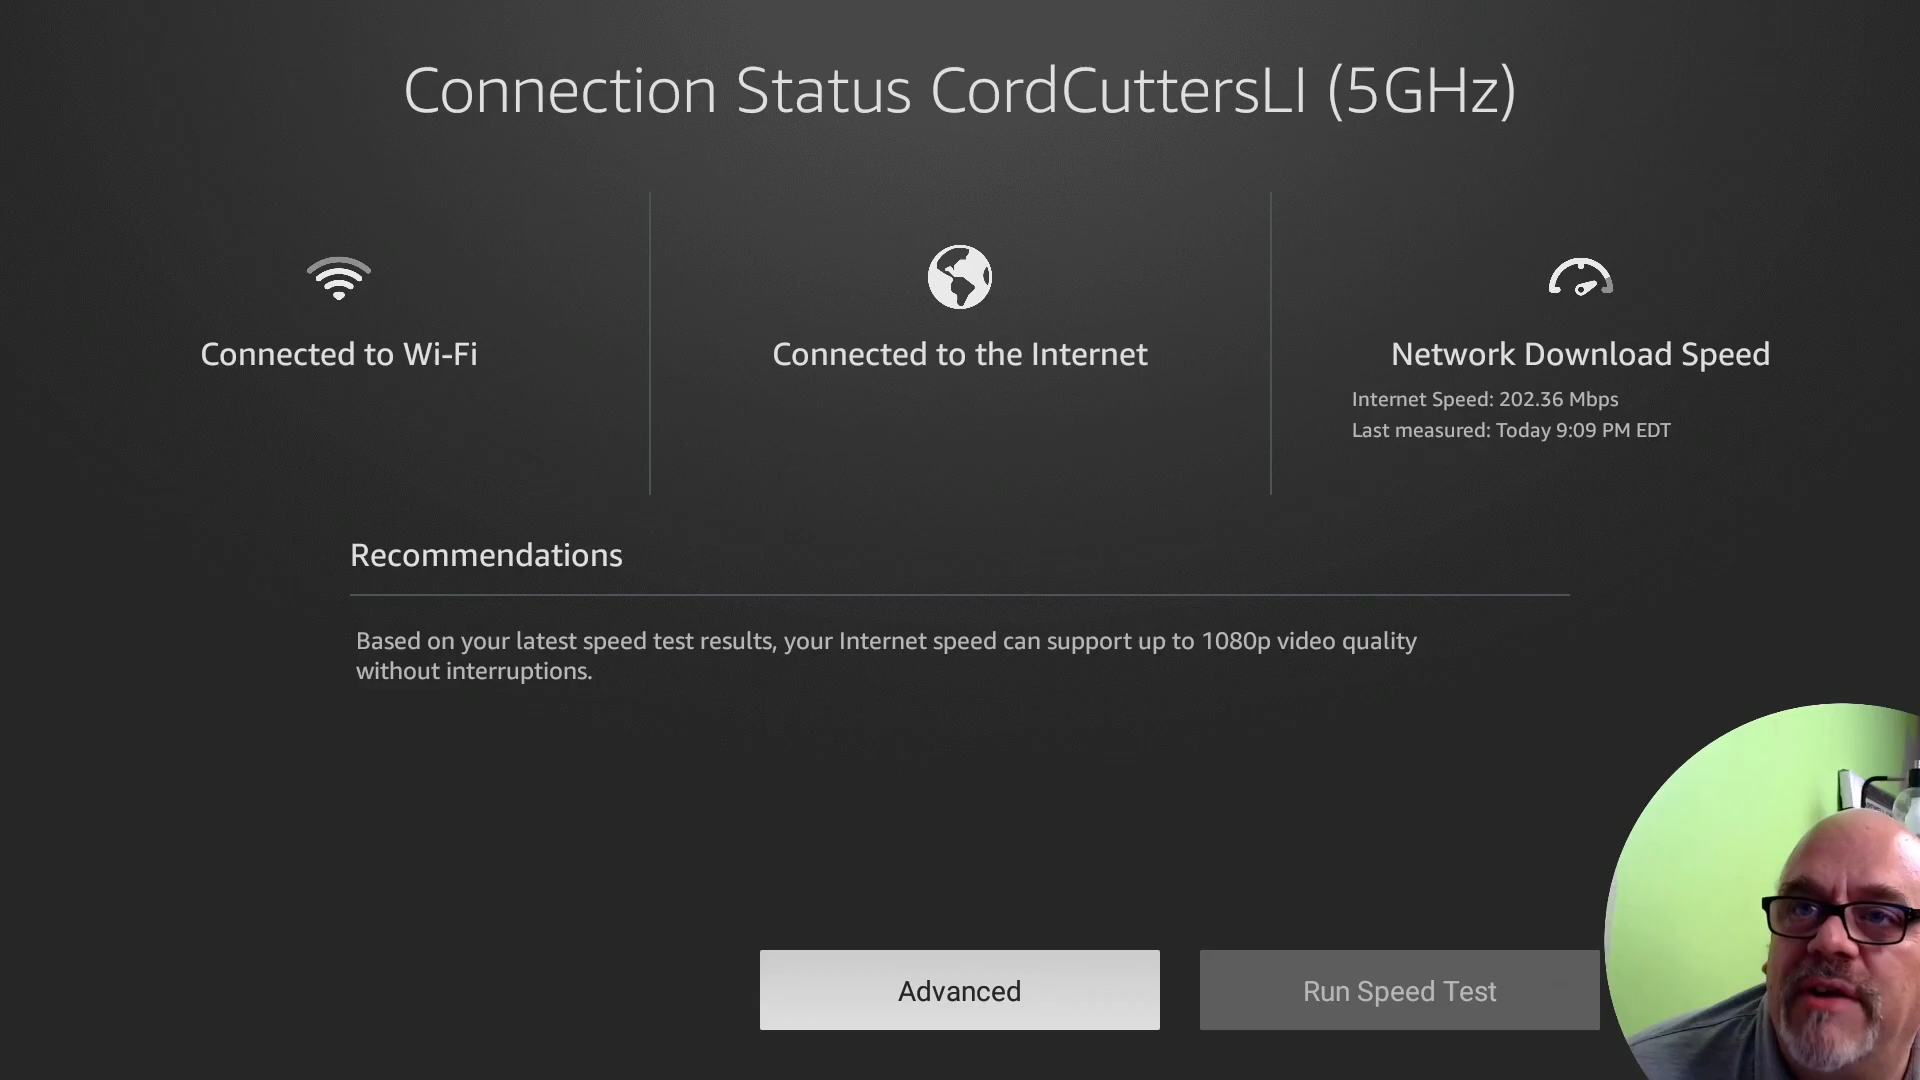 Connection Status CordCuttersLI (5GHz)
Connected to Wi-Fi
Connected to the Internet
Network Download Speed
Internet Speed: 202.36 Mbps
Last measured: Today 9:09 PM EDT
Recommendations
Based on your latest speed test results, your Internet speed can support up to 1080p video quality
without interruptions.
Advanced
Run Speed Test